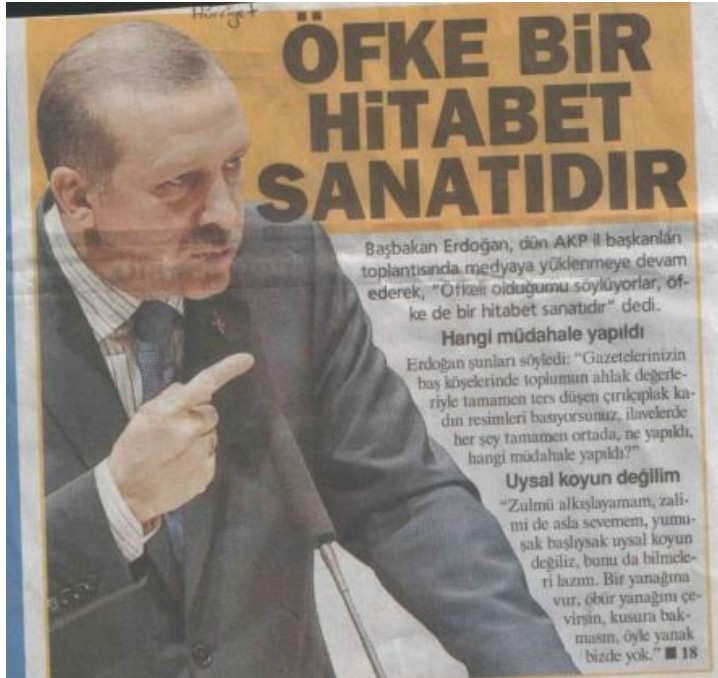 Hürriyet
ÖFKE BİR
HİTABET
SANATIDIR
Başbakan Erdoğan, dün AKP il başkanları
toplantısında medyaya yüklenmeye devam
ederek, "Öfkeli olduğumu söylüyorlar, öf-
ke de bir hitabet sanatıdır" dedi.
Hangi müdahale yapıldı
Erdoğan şunları söyledi: "Gazetelerinizin
baş köşelerinde toplumun ahlak değerle-
riyle tamamen ters düşen çırılçıplak ka-
dın resimleri basıyorsunuz, ilavelerde
her şey tamamen ortada, ne yapıldı,
hangi müdahale yapıldı?"
Uysal koyun değilim
"Zulmü alkışlayamam, zali-
mi de asla sevemem, yumu-
şak başlıysak uysal koyun
değiliz, bunu da bilmele-
ri lazım. Bir yanağına
vur, öbür yanağını çe-
virsin, kusura bak-
masın, öyle yanak
bizde yok." ■ 18